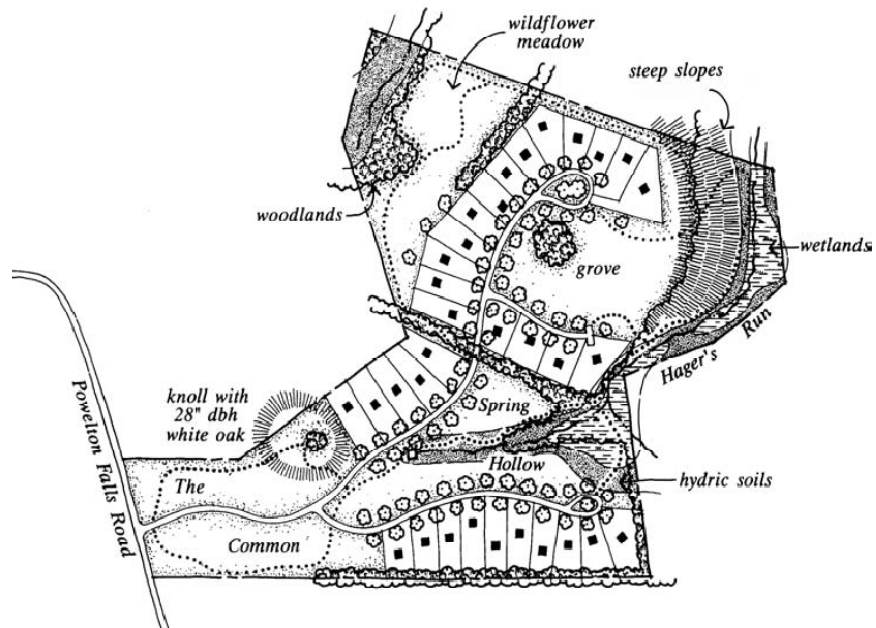 wildflower
meadow
steep slopes
woodlands
wetlands
grove
Hager's Run
knoll with
28" dbh
white oak
Spring
Hollow
The
Common
hydric soils
Powelton Falls Road